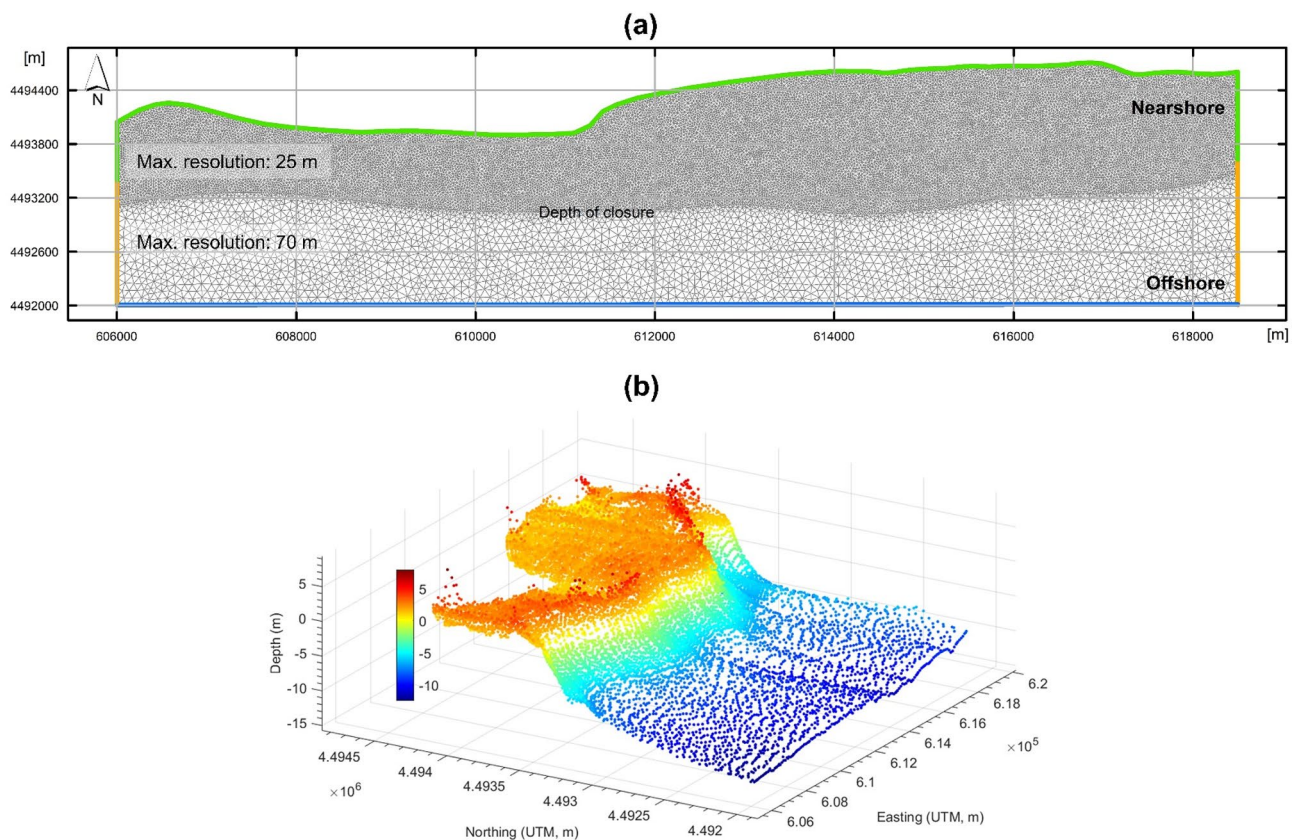 (a)
[m]
N
4494400
4493800
4493200
4492600
4492000
Nearshore
Max. resolution: 25 m
Depth of closure
Max. resolution: 70 m
Offshore
606000
608000
610000
612000
614000
616000
618000
[m]
(b)
Depth (m)
5
0
-5
-10
-15
5
0
-5
-10
4.4945
4.494
4.4935
4.493
4.4925
4.492
×10⁶
Northing (UTM, m)
6.06
6.08
6.1
6.12
6.14
6.16
6.18
6.2
×10⁵
Easting (UTM, m)